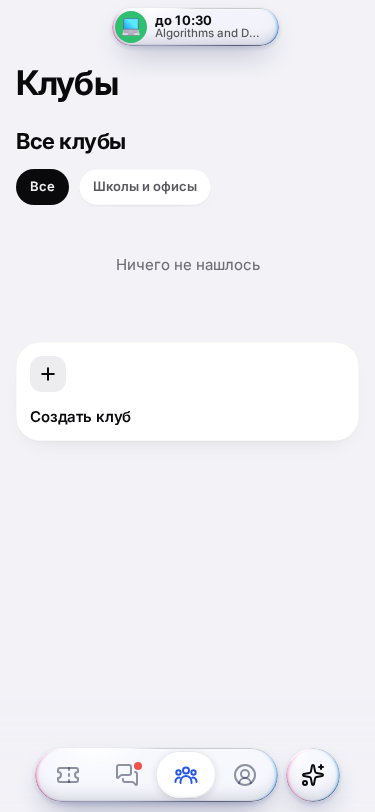 до 10:30
Algorithms and D...
Клубы
Все клубы
Все
Школы и офисы
Ничего не нашлось
Создать клуб